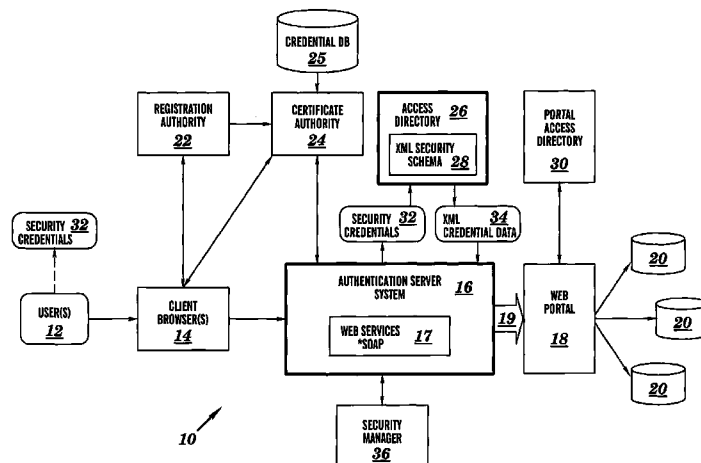 CREDENTIAL DB
25
REGISTRATION
AUTHORITY
22
CERTIFICATE
AUTHORITY
24
ACCESS
DIRECTORY
26
XML SECURITY
SCHEMA
28
PORTAL
ACCESS
DIRECTORY
30
SECURITY 32
CREDENTIALS
SECURITY 32
CREDENTIALS
XML 34
CREDENTIAL DATA
USER(S)
12
CLIENT
BROWSER(S)
14
AUTHENTICATION SERVER 16
SYSTEM
WEB SERVICES 17
*SOAP
19
WEB
PORTAL
18
20
20
20
10
SECURITY
MANAGER
36